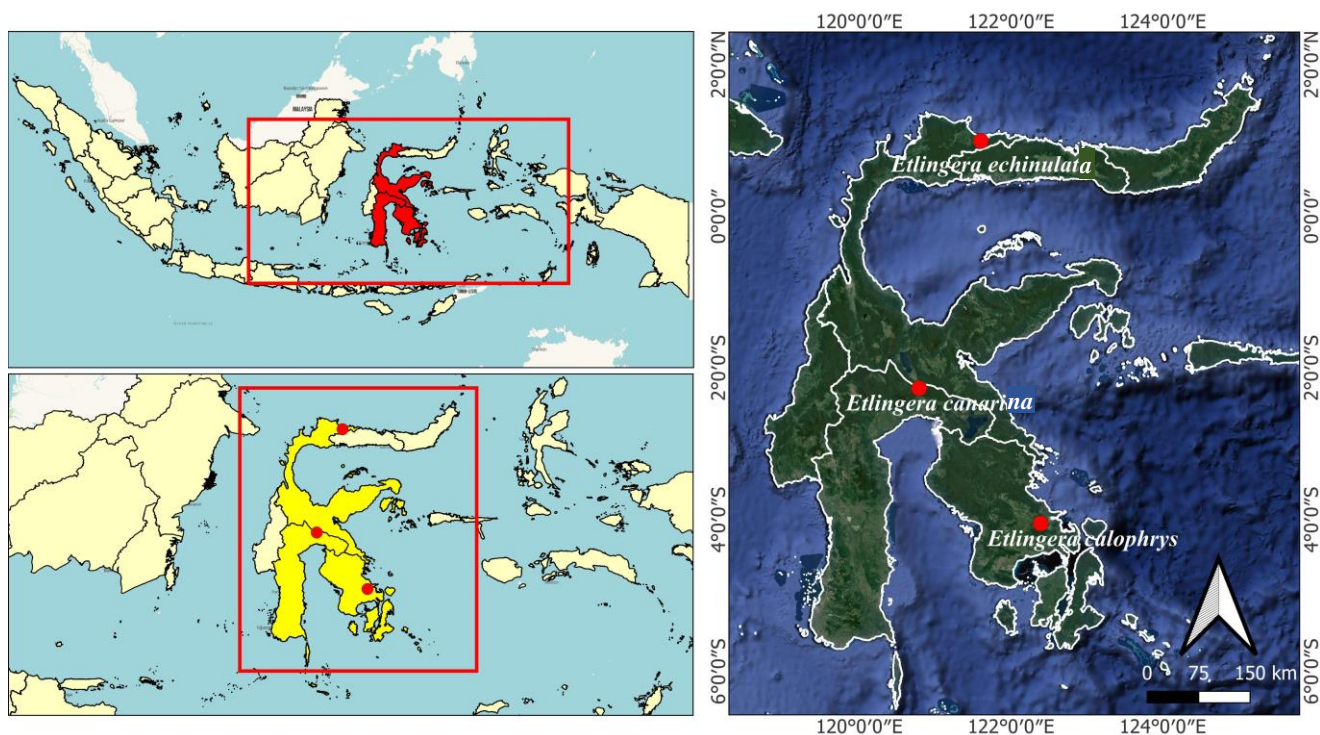 MALAYSIA
120°0′0″E 122°0′0″E 124°0′0″E
2°0′0″N
0°0′0″S
2°0′0″S
4°0′0″S
6°0′0″S
Etlingera echinulata
Etlingera canarina
Etlingera calophrys
0 75 150 km
2°0′0″N
0°0′0″S
2°0′0″S
4°0′0″S
6°0′0″S
120°0′0″E 122°0′0″E 124°0′0″E